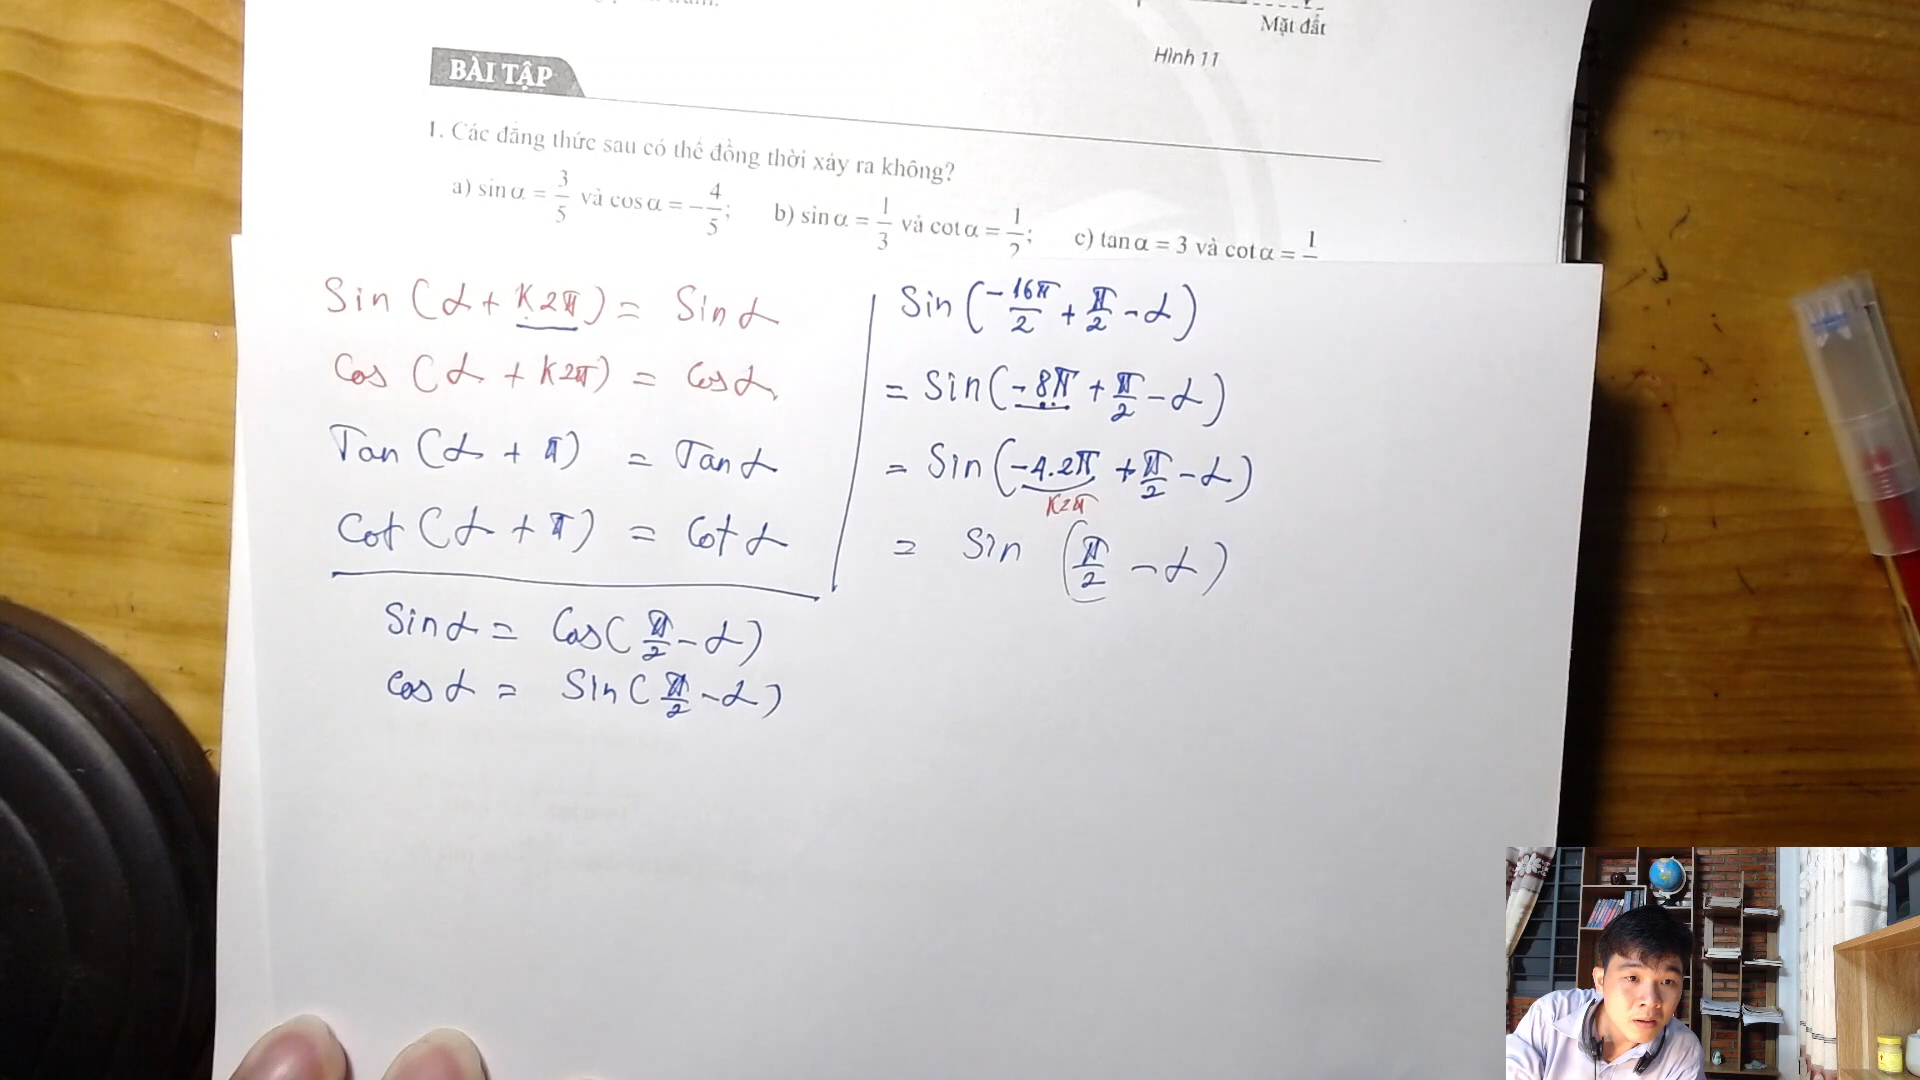 Mặt đất
Hình 11
BÀI TẬP
1. Các đẳng thức sau có thể đồng thời xảy ra không?
a) sin α = 3/5 và cos α = −4/5; b) sin α = 1/3 và cot α = 1/2; c) tan α = 3 và cot α = 1
Sin (α + K2π) = Sin α
Cos (α + K2π) = Cos α
Tan (α + π) = Tan α
Cot (α + π) = Cot α
Sin α = Cos (π/2 − α)
Cos α = Sin (π/2 − α)
Sin (−16π/2 + π/2 − α)
= Sin (−8π + π/2 − α)
= Sin (−4.2π + π/2 − α)
K2π
= Sin (π/2 − α)